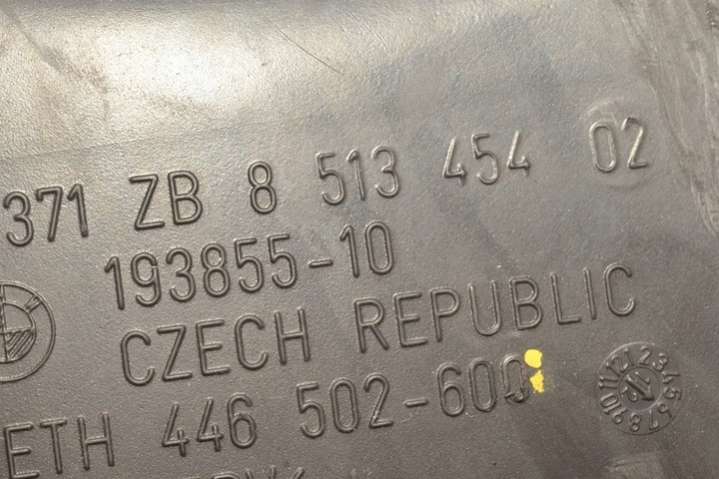 371 ZB 8 513 454 02
193855-10
CZECH REPUBLIC
ETH 446 502-600